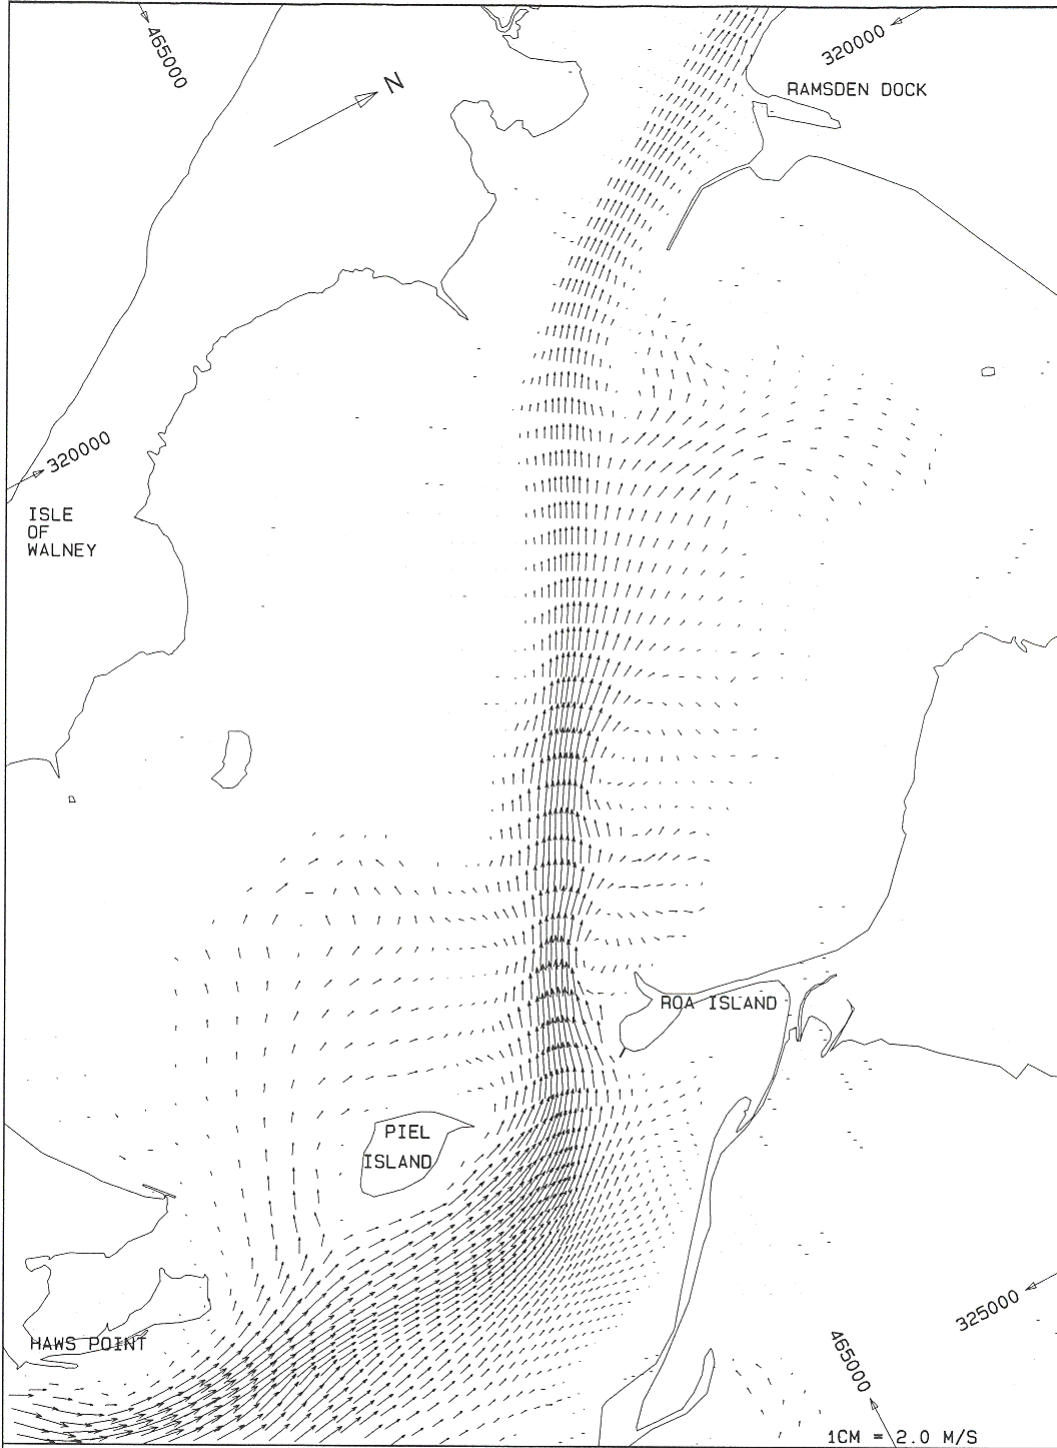 465000
320000
N
RAMSDEN DOCK
320000
ISLE
OF
WALNEY
ROA ISLAND
PIEL
ISLAND
HAWS POINT
325000
465000
1CM = 2.0 M/S